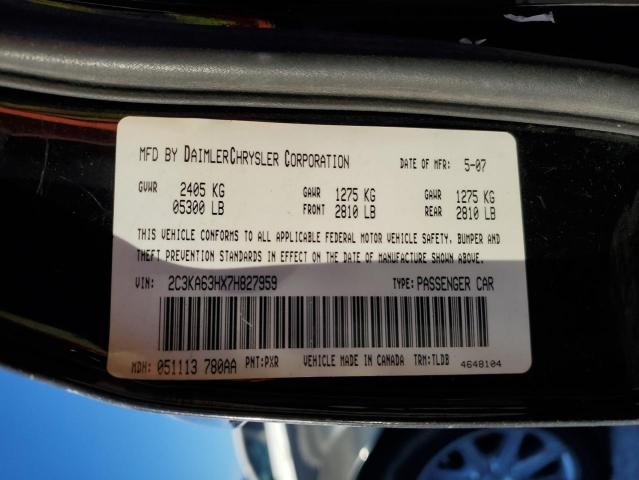 MFD BY DAIMLERCHRYSLER CORPORATION DATE OF MFR: 5-07
GVWR 2405 KG GAWR 1275 KG GAWR 1275 KG
05300 LB FRONT 2810 LB REAR 2810 LB
THIS VEHICLE CONFORMS TO ALL APPLICABLE FEDERAL MOTOR VEHICLE SAFETY, BUMPER AND
THEFT PREVENTION STANDARDS IN EFFECT ON THE DATE OF MANUFACTURE SHOWN ABOVE.
VIN: 2C3KA63HX7H827959 TYPE: PASSENGER CAR
MDH: 051113 780AA PNT: PXR VEHICLE MADE IN CANADA TRM: TLDB 4648104